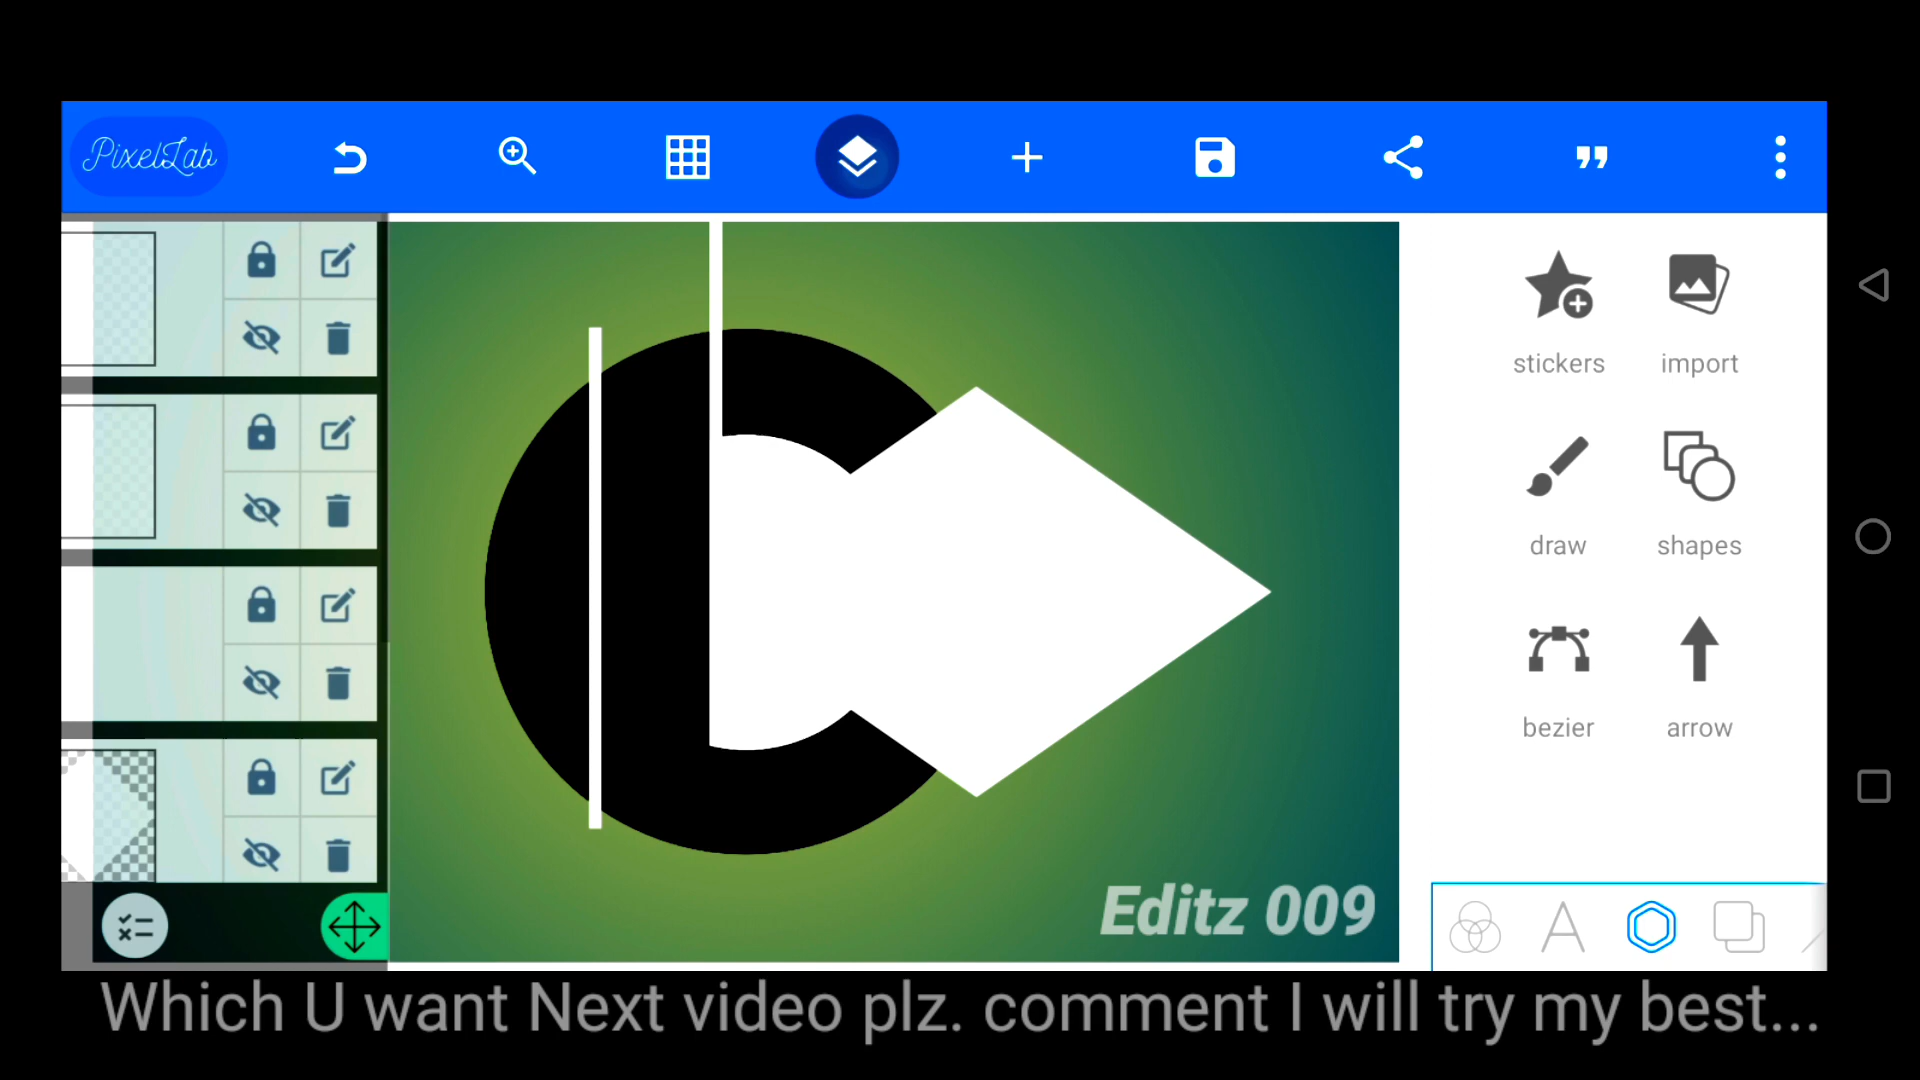 PixelLab
stickers
import
draw
shapes
bezier
arrow
Editz 009
Which U want Next video plz. comment I will try my best...